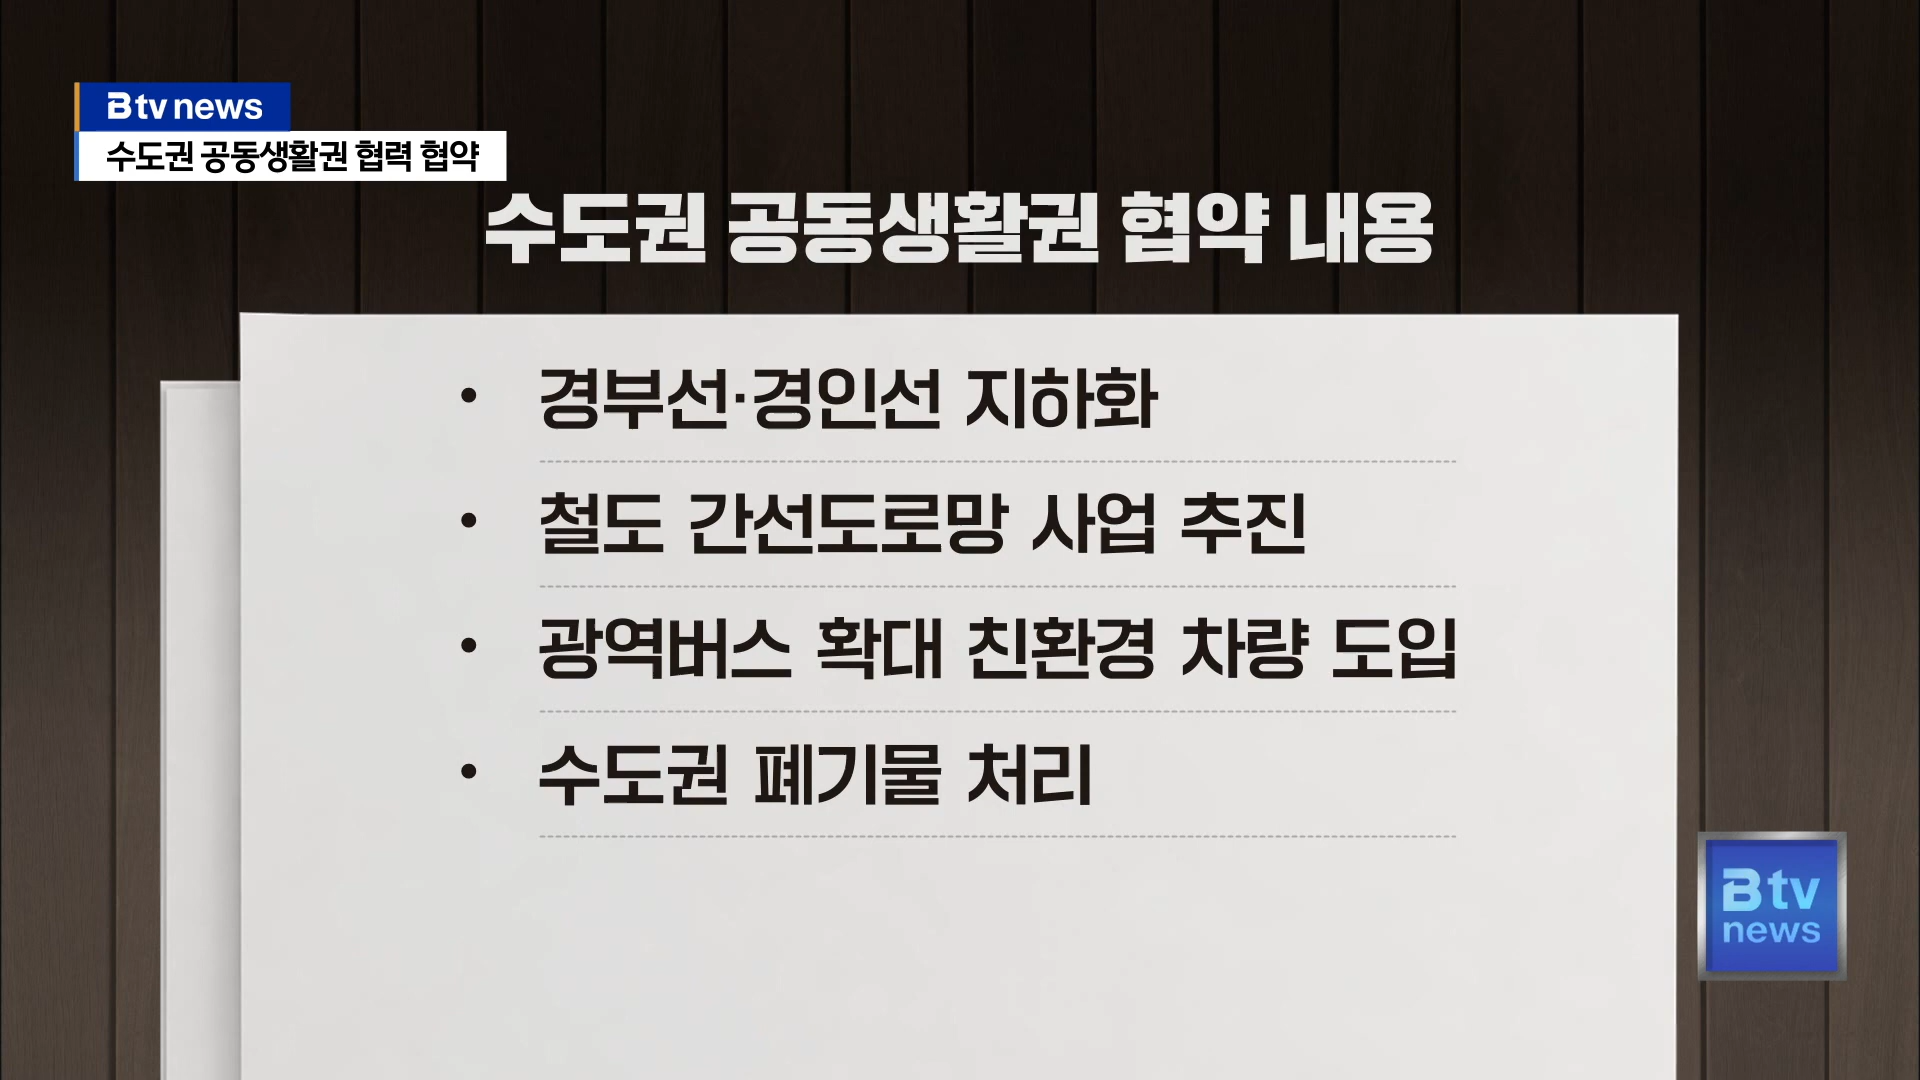 B tv news
수도권 공동생활권 협력 협약
수도권 공동생활권 협약 내용
• 경부선·경인선 지하화
• 철도 간선도로망 사업 추진
• 광역버스 확대 친환경 차량 도입
• 수도권 폐기물 처리
B tv
news